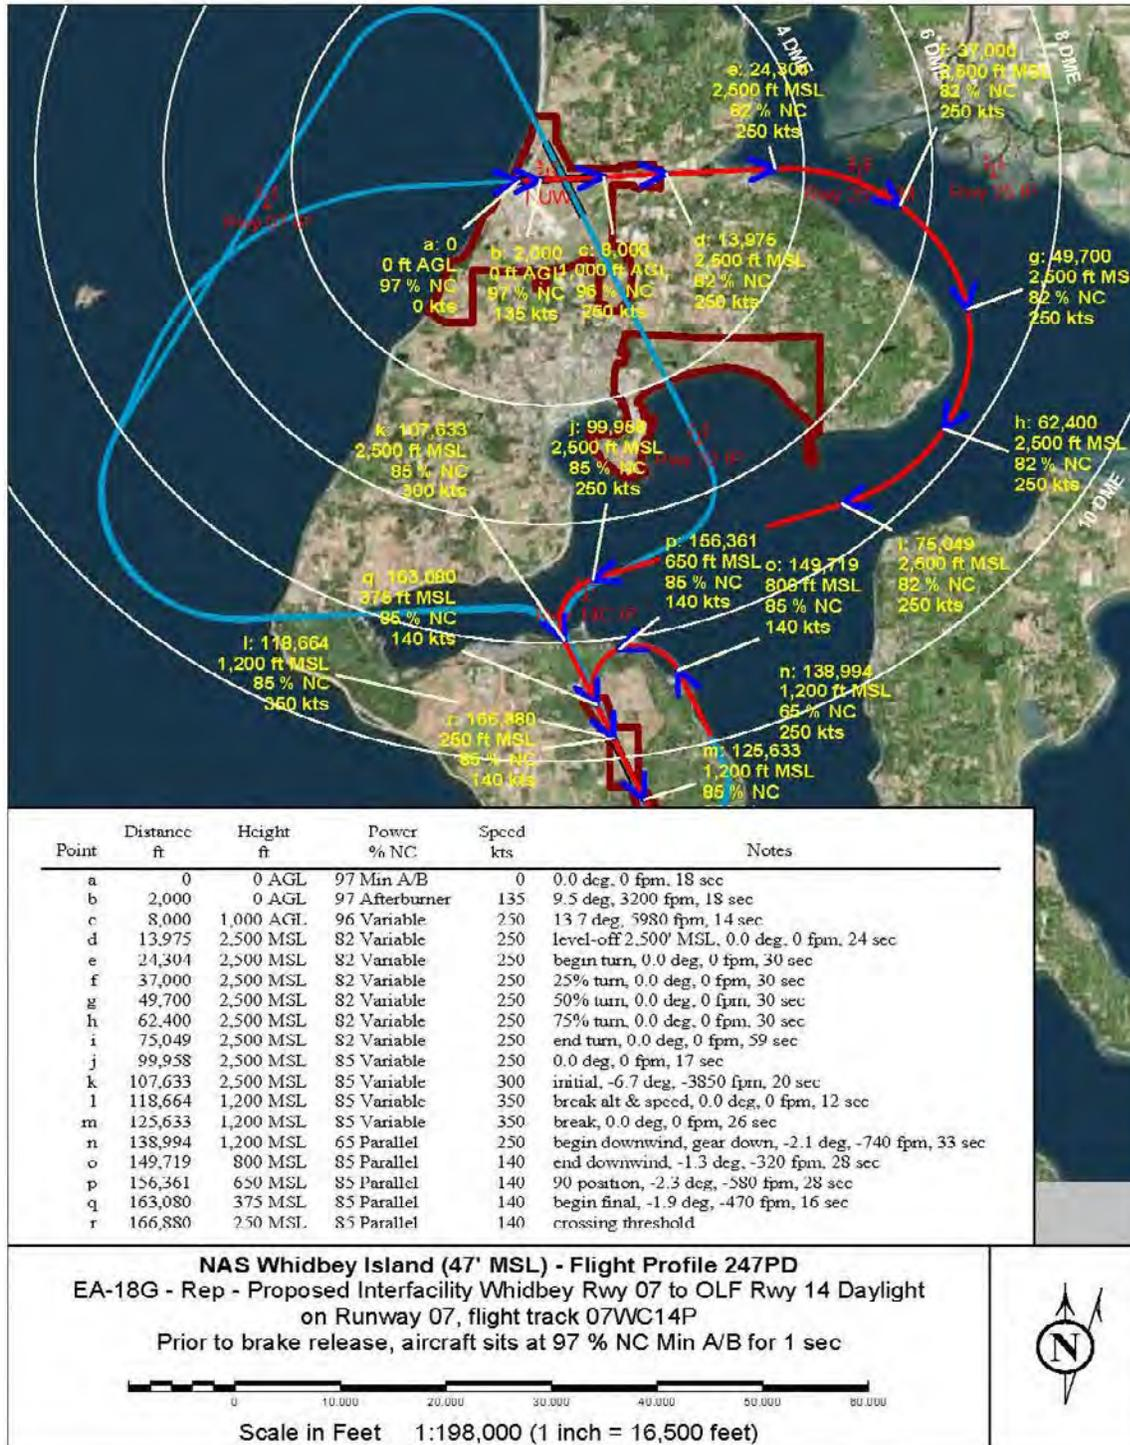 4 DME
6 DME
8 DME
10 DME
e: 24,304
2,500 ft MSL
82 % NC
250 kts
f: 37,000
2,500 ft MSL
82 % NC
250 kts
NUW
a: 0
0 ft AGL
97 % NC
0 kts
b: 2,000
0 ft AGL
97 % NC
135 kts
c: 8,000
1,000 ft AGL
96 % NC
250 kts
d: 13,975
2,500 ft MSL
82 % NC
250 kts
g: 49,700
2,500 ft MS
82 % NC
250 kts
h: 62,400
2,500 ft MSL
82 % NC
250 kts
k: 107,633
2,500 ft MSL
85 % NC
300 kts
j: 99,958
2,500 ft MSL
85 % NC
250 kts
i: 75,049
2,500 ft MSL
82 % NC
250 kts
p: 156,361
650 ft MSL
85 % NC
140 kts
o: 149,719
800 ft MSL
85 % NC
140 kts
q: 163,080
375 ft MSL
85 % NC
140 kts
l: 118,664
1,200 ft MSL
85 % NC
350 kts
n: 138,994
1,200 ft MSL
65 % NC
250 kts
r: 166,880
250 ft MSL
85 % NC
140 kts
m: 125,633
1,200 ft MSL
85 % NC
Point Distance ft Height ft Power % NC Speed kts Notes
a 0 0 AGL 97 Min A/B 0 0.0 deg, 0 fpm, 18 sec
b 2,000 0 AGL 97 Afterburner 135 9.5 deg, 3200 fpm, 18 sec
c 8,000 1,000 AGL 96 Variable 250 13.7 deg, 5980 fpm, 14 sec
d 13,975 2,500 MSL 82 Variable 250 level-off 2,500' MSL, 0.0 deg, 0 fpm, 24 sec
e 24,304 2,500 MSL 82 Variable 250 begin turn, 0.0 deg, 0 fpm, 30 sec
f 37,000 2,500 MSL 82 Variable 250 25% turn, 0.0 deg, 0 fpm, 30 sec
g 49,700 2,500 MSL 82 Variable 250 50% turn, 0.0 deg, 0 fpm, 30 sec
h 62,400 2,500 MSL 82 Variable 250 75% turn, 0.0 deg, 0 fpm, 30 sec
i 75,049 2,500 MSL 82 Variable 250 end turn, 0.0 deg, 0 fpm, 59 sec
j 99,958 2,500 MSL 85 Variable 250 0.0 deg, 0 fpm, 17 sec
k 107,633 2,500 MSL 85 Variable 300 initial, -6.7 deg, -3850 fpm, 20 sec
l 118,664 1,200 MSL 85 Variable 350 break alt & speed, 0.0 deg, 0 fpm, 12 sec
m 125,633 1,200 MSL 85 Variable 350 break, 0.0 deg, 0 fpm, 26 sec
n 138,994 1,200 MSL 65 Parallel 250 begin downwind, gear down, -2.1 deg, -740 fpm, 33 sec
o 149,719 800 MSL 85 Parallel 140 end downwind, -1.3 deg, -320 fpm, 28 sec
p 156,361 650 MSL 85 Parallel 140 90 position, -2.3 deg, -580 fpm, 28 sec
q 163,080 375 MSL 85 Parallel 140 begin final, -1.9 deg, -470 fpm, 16 sec
r 166,880 250 MSL 85 Parallel 140 crossing threshold
NAS Whidbey Island (47' MSL) - Flight Profile 247PD
EA-18G - Rep - Proposed Interfacility Whidbey Rwy 07 to OLF Rwy 14 Daylight
on Runway 07, flight track 07WC14P
Prior to brake release, aircraft sits at 97 % NC Min A/B for 1 sec
0 10,000 20,000 30,000 40,000 50,000 60,000
Scale in Feet 1:198,000 (1 inch = 16,500 feet)
N